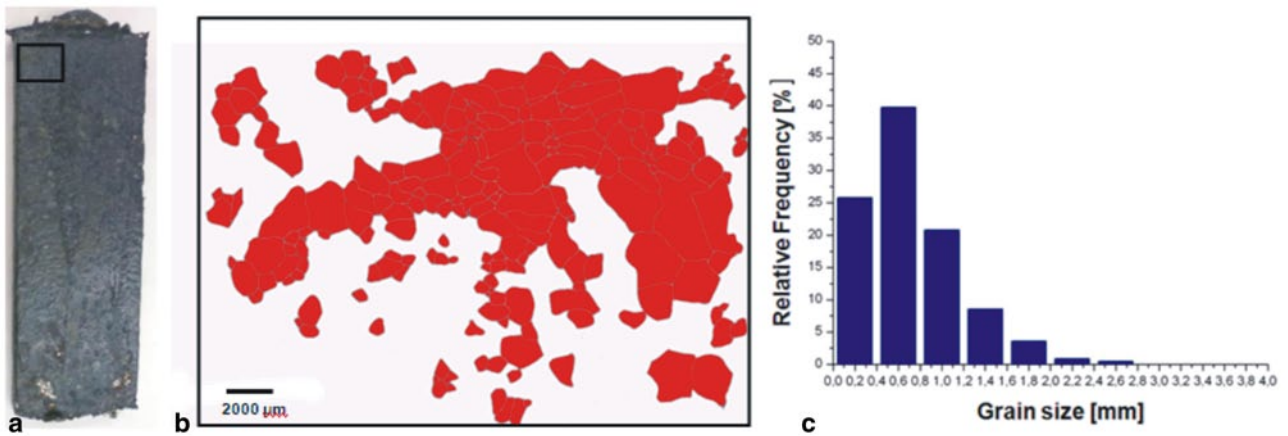 a
b
2000 µm
c
Relative Frequency [%]
50
45
40
35
30
25
20
15
10
5
0
0,0 0,2 0,4 0,6 0,8 1,0 1,2 1,4 1,6 1,8 2,0 2,2 2,4 2,6 2,8 3,0 3,2 3,4 3,6 3,8 4,0
Grain size [mm]